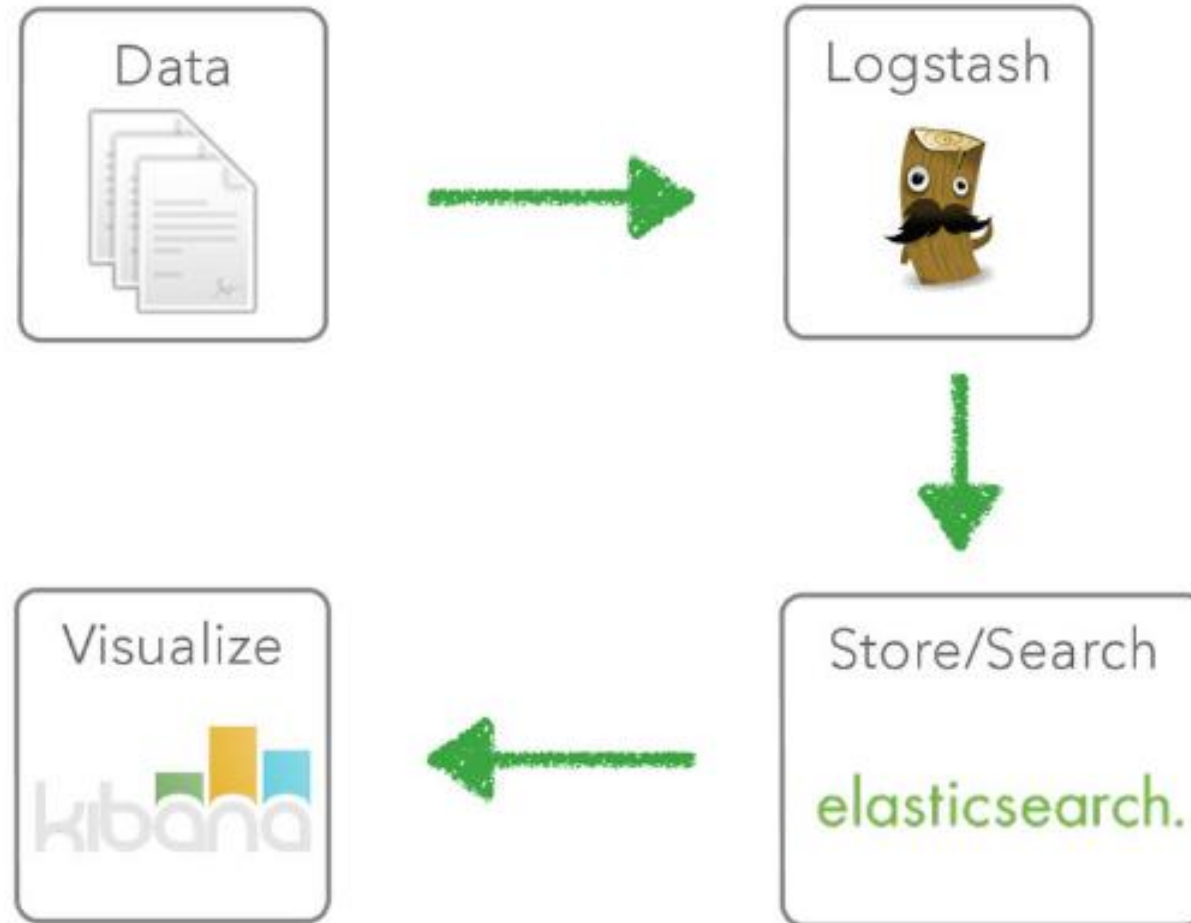 Data
Logstash
Visualize
kibana
Store/Search
elasticsearch.